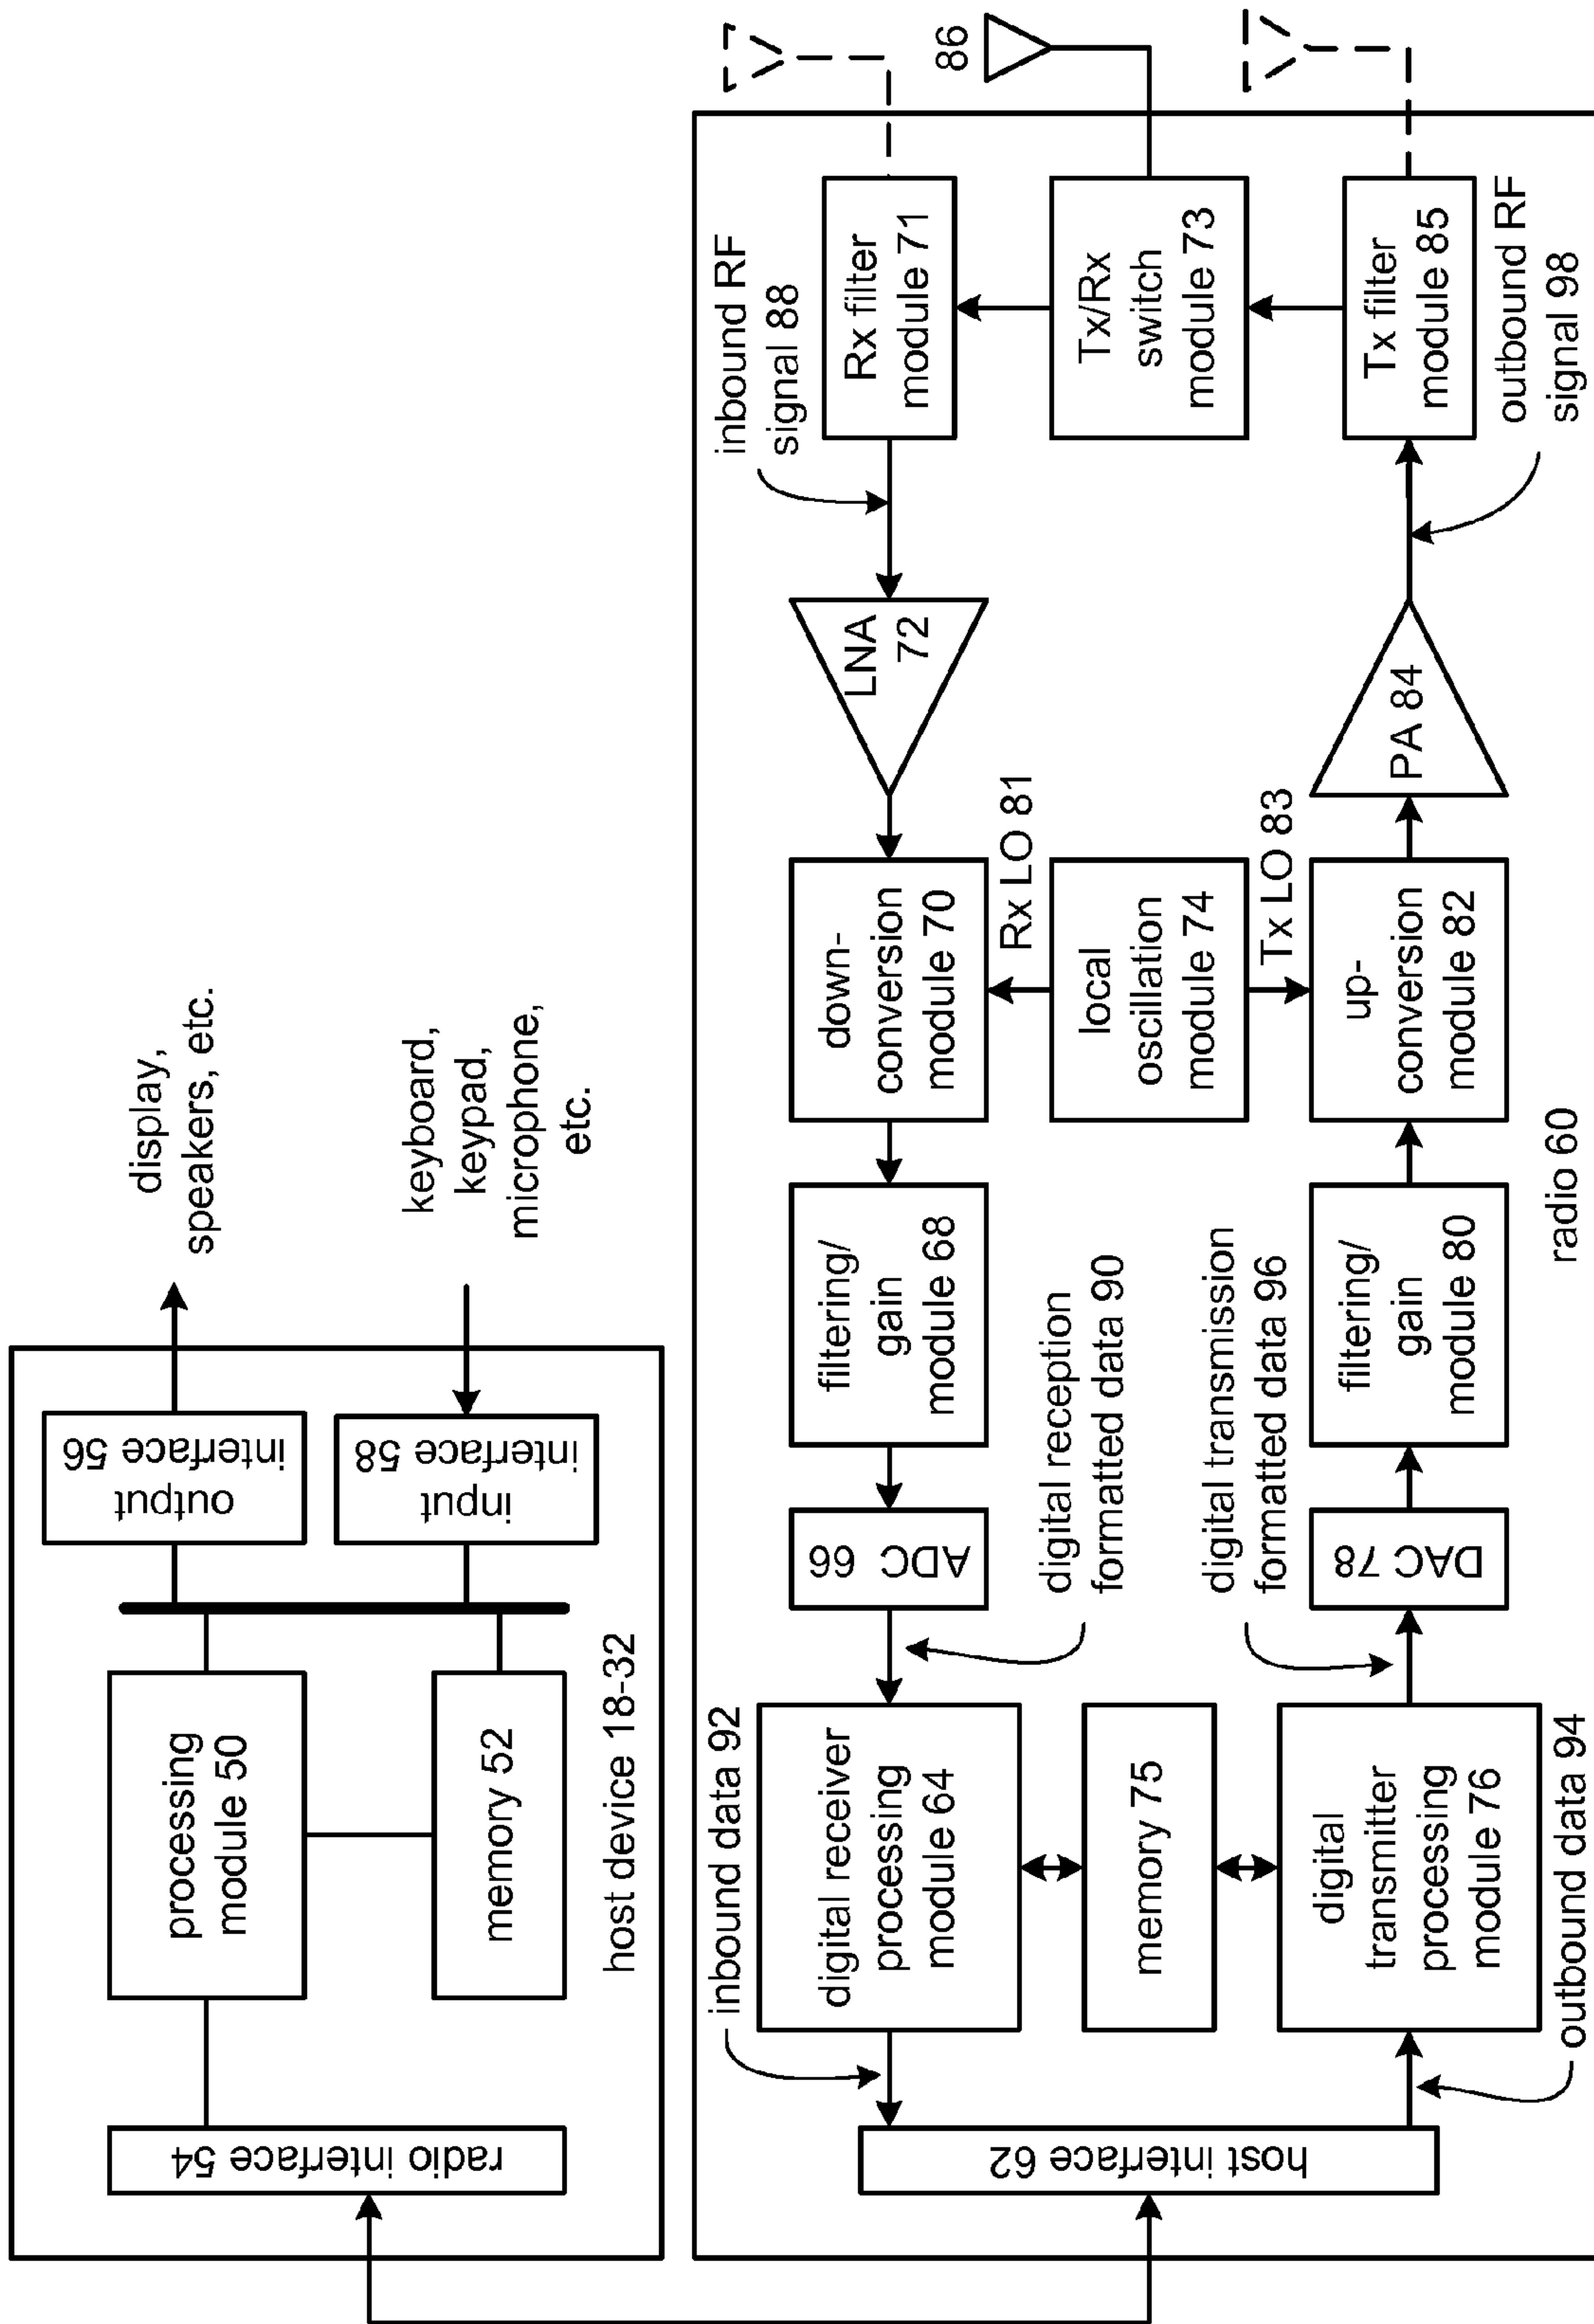 radio interface 54
processing
module 50
memory 52
host device 18-32
output
interface 56
input
interface 58
display,
speakers, etc.
keyboard,
keypad,
microphone,
etc.
host interface 62
inbound data 92
digital receiver
processing
module 64
memory 75
digital
transmitter
processing
module 76
outbound data 94
ADC 66
digital reception
formatted data 90
digital transmission
formatted data 96
DAC 78
filtering/
gain
module 68
filtering/
gain
module 80
radio 60
down-
conversion
module 70
Rx LO 81
local
oscillation
module 74
Tx LO 83
up-
conversion
module 82
LNA
72
PA 84
inbound RF
signal 88
Rx filter
module 71
Tx/Rx
switch
module 73
Tx filter
module 85
outbound RF
signal 98
86